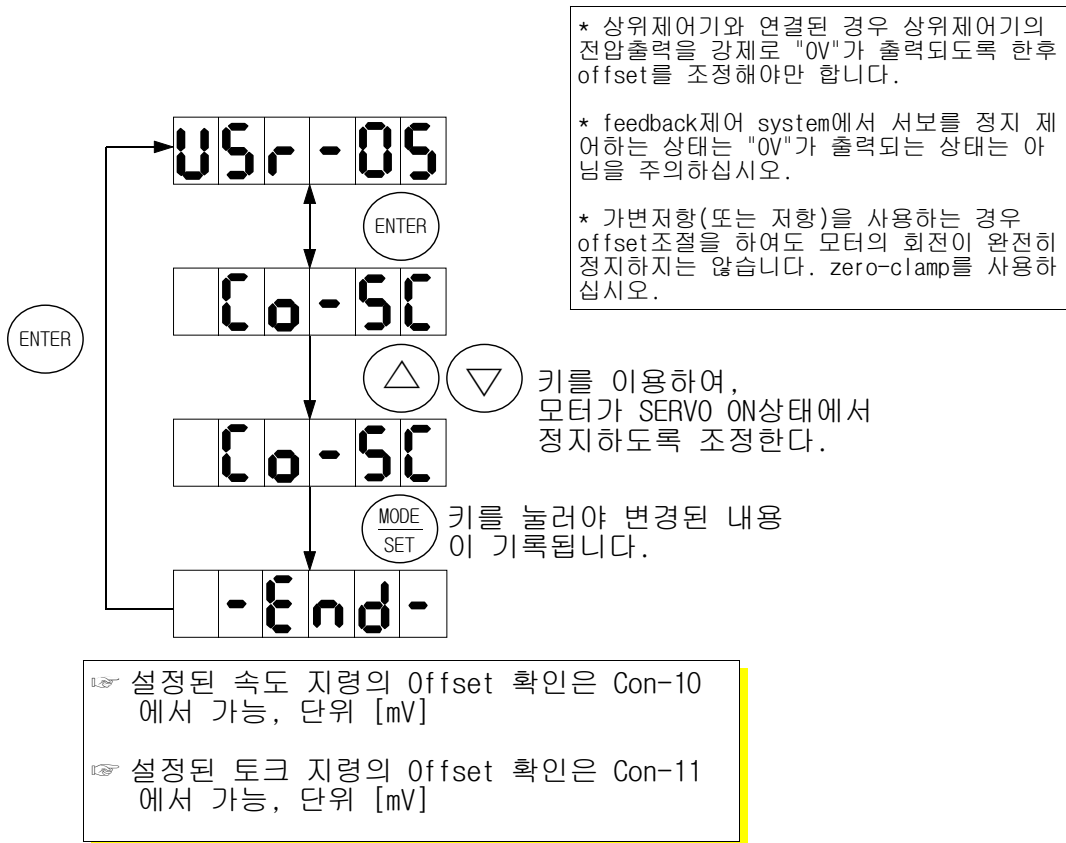 * 상위제어기와 연결된 경우 상위제어기의
전압출력을 강제로 "0V"가 출력되도록 한후
offset를 조정해야만 합니다.
* feedback제어 system에서 서보를 정지 제
어하는 상태는 "0V"가 출력되는 상태는 아
님을 주의하십시오.
* 가변저항(또는 저항)을 사용하는 경우
offset조절을 하여도 모터의 회전이 완전히
정지하지는 않습니다. zero-clamp를 사용하
십시오.
USr-05
ENTER
Co-SC
ENTER
키를 이용하여,
모터가 SERVO ON상태에서
정지하도록 조정한다.
Co-SC
MODE
SET
키를 눌러야 변경된 내용
이 기록됩니다.
-End-
☞ 설정된 속도 지령의 Offset 확인은 Con-10
에서 가능, 단위 [mV]
☞ 설정된 토크 지령의 Offset 확인은 Con-11
에서 가능, 단위 [mV]